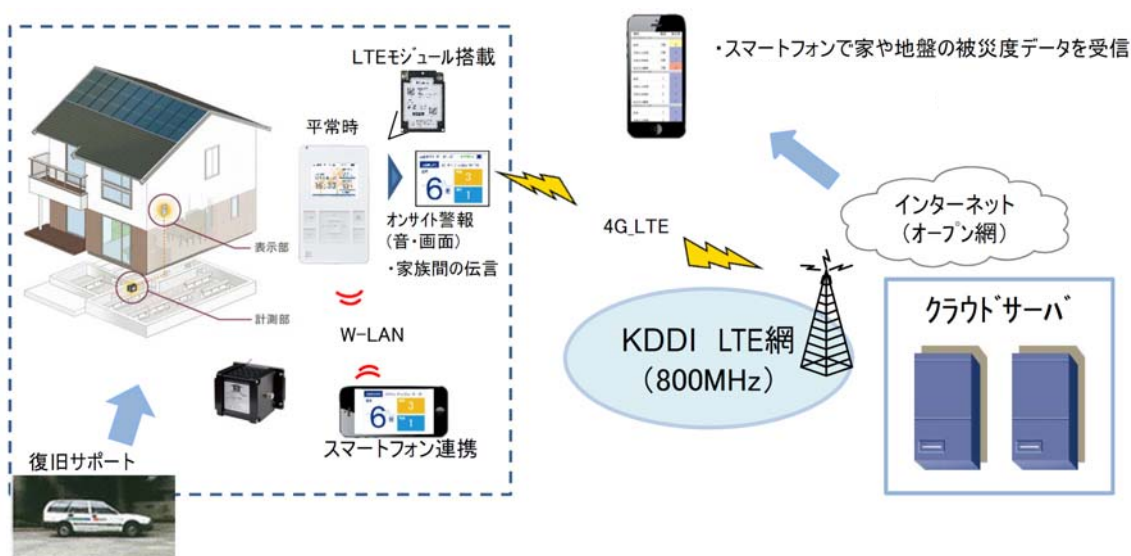 LTEモジュール搭載
平常時
オンサイト警報
(音・画面)
・家族間の伝言
表示部
計測部
W-LAN
スマートフォン連携
復旧サポート
・スマートフォンで家や地盤の被災度データを受信
4G_LTE
インターネット
(オープン網)
KDDI LTE網
(800MHz)
クラウドサーバ
6
3
1
6
3
1